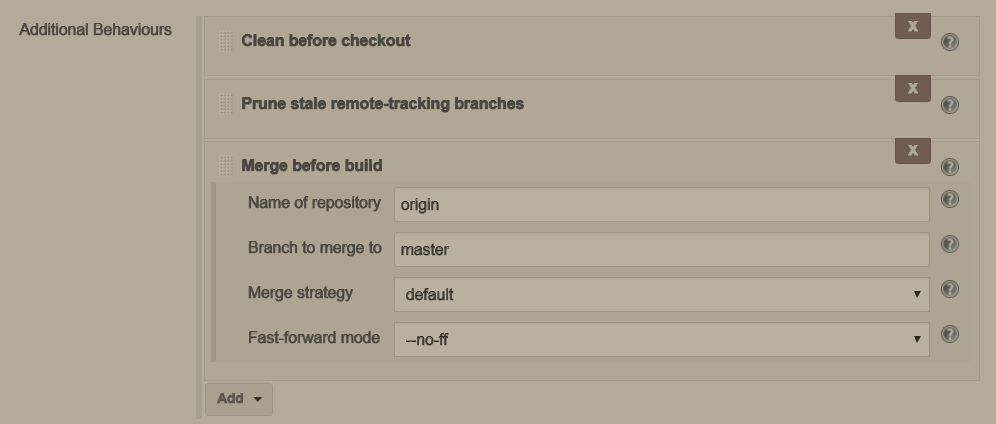 Additional Behaviours
Clean before checkout
X
?
Prune stale remote-tracking branches
X
?
Merge before build
X
?
Name of repository origin ?
Branch to merge to master ?
Merge strategy default ?
Fast-forward mode --no-ff ?
Add